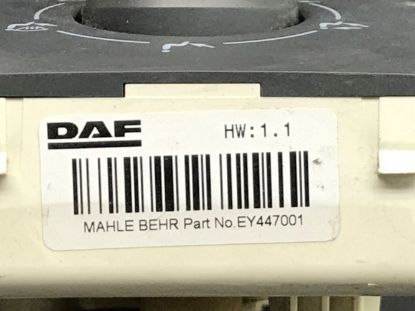 DAF HW:1.1
MAHLE BEHR Part No.EY447001